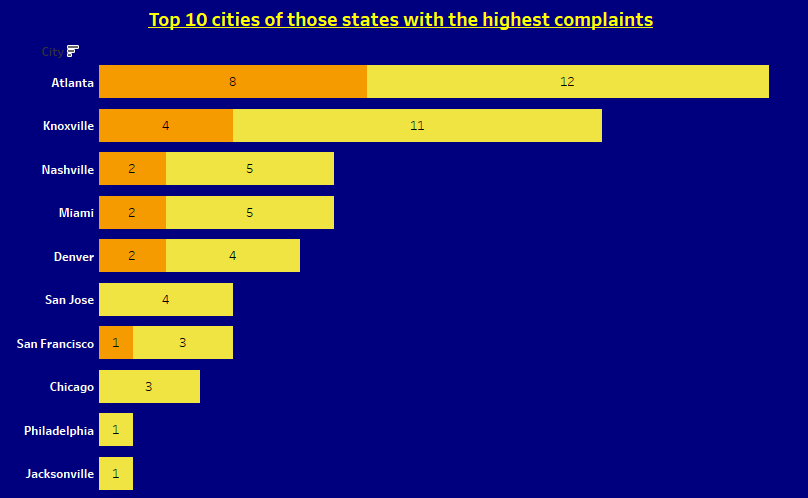 Top 10 cities of those states with the highest complaints
City
Atlanta 8 12
Knoxville 4 11
Nashville 2 5
Miami 2 5
Denver 2 4
San Jose 4
San Francisco 1 3
Chicago 3
Philadelphia 1
Jacksonville 1